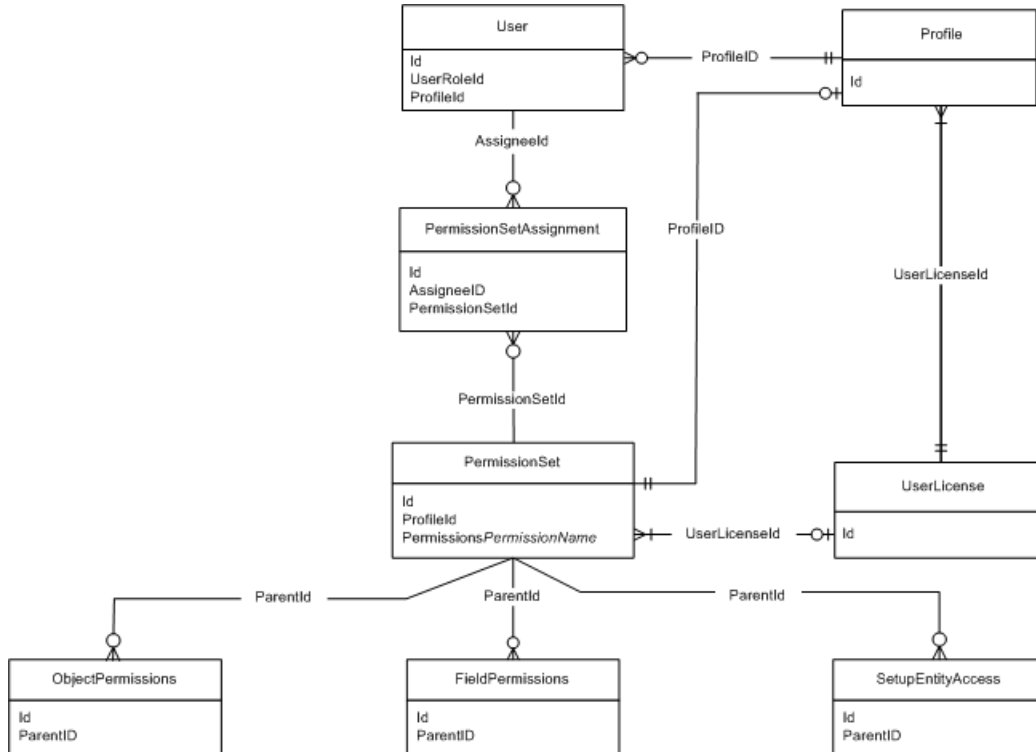 User
Id
UserRoleId
ProfileId
ProfileID
Profile
Id
AssigneeId
PermissionSetAssignment
Id
AssigneeID
PermissionSetId
ProfileID
UserLicenseId
PermissionSetId
PermissionSet
Id
ProfileId
PermissionsPermissionName
UserLicenseId
UserLicense
Id
ParentId
ParentId
ParentId
ObjectPermissions
Id
ParentID
FieldPermissions
Id
ParentID
SetupEntityAccess
Id
ParentID